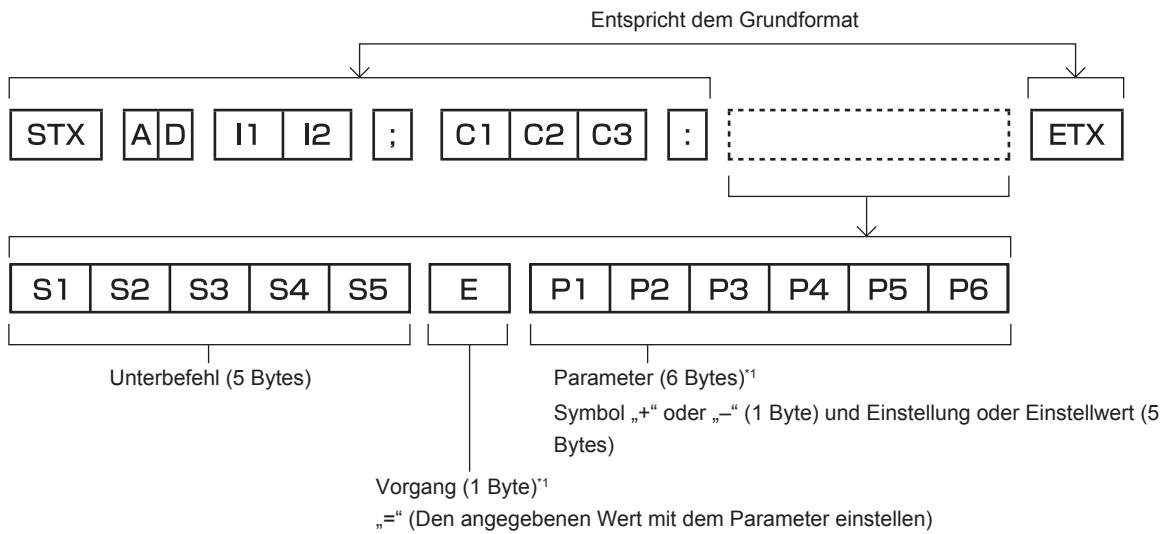 Entspricht dem Grundformat
STX A D I1 I2 ; C1 C2 C3 : ETX
S1 S2 S3 S4 S5 E P1 P2 P3 P4 P5 P6
Unterbefehl (5 Bytes)
Parameter (6 Bytes)*1
Symbol „+“ oder „–“ (1 Byte) und Einstellung oder Einstellwert (5
Bytes)
Vorgang (1 Byte)*1
„=“ (Den angegebenen Wert mit dem Parameter einstellen)